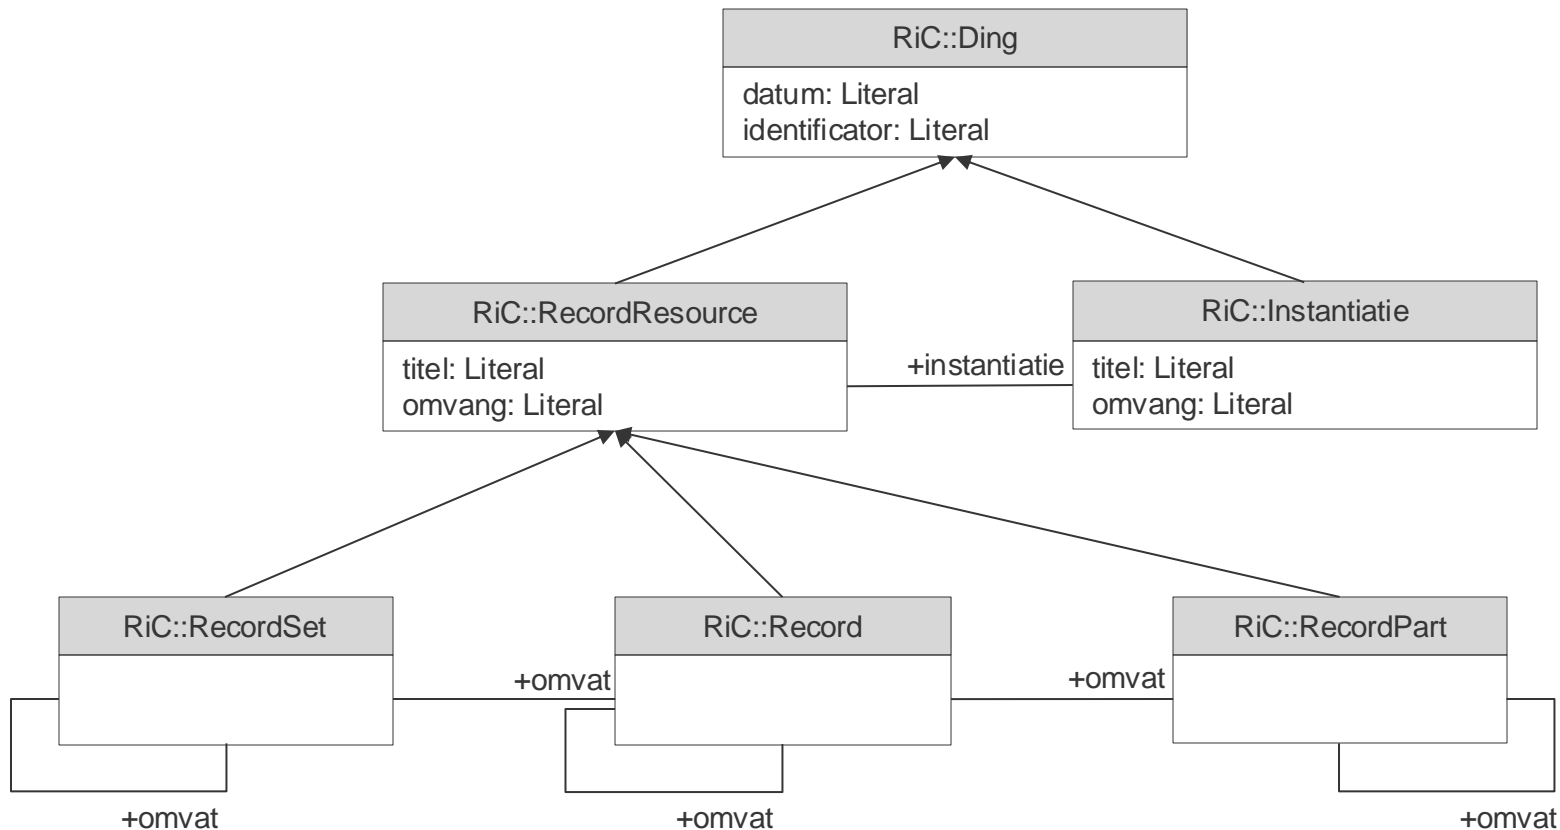 RiC::Ding
datum: Literal
identificator: Literal
RiC::RecordResource
titel: Literal
omvang: Literal
+instantiatie
RiC::Instantiatie
titel: Literal
omvang: Literal
RiC::RecordSet
+omvat
RiC::Record
+omvat
RiC::RecordPart
+omvat
+omvat
+omvat